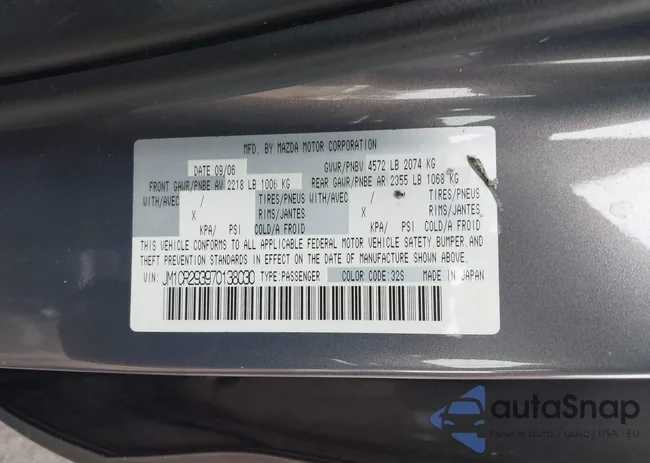 MFD. BY MAZDA MOTOR CORPORATION
DATE 09/06 GVWR/PNBV 4572 LB 2074 KG
FRONT GAWR/PNBE AV 2218 LB 1006 KG REAR GAWR/PNBE AR 2355 LB 1068 KG
WITH/AVEC / TIRES/PNEUS WITH/AVEC / TIRES/PNEUS
X RIMS/JANTES X RIMS/JANTES
KPA/ PSI COLD/A FROID KPA/ PSI COLD/A FROID
THIS VEHICLE CONFORMS TO ALL APPLICABLE FEDERAL MOTOR VEHICLE SAFETY, BUMPER, AND
THEFT PREVENTION STANDARDS IN EFFECT ON THE DATE OF MANUFACTURE SHOWN ABOVE.
VIN: JM1CR293970138030 TYPE:PASSENGER COLOR CODE:32S MADE IN JAPAN
autoSnap
USA - EU